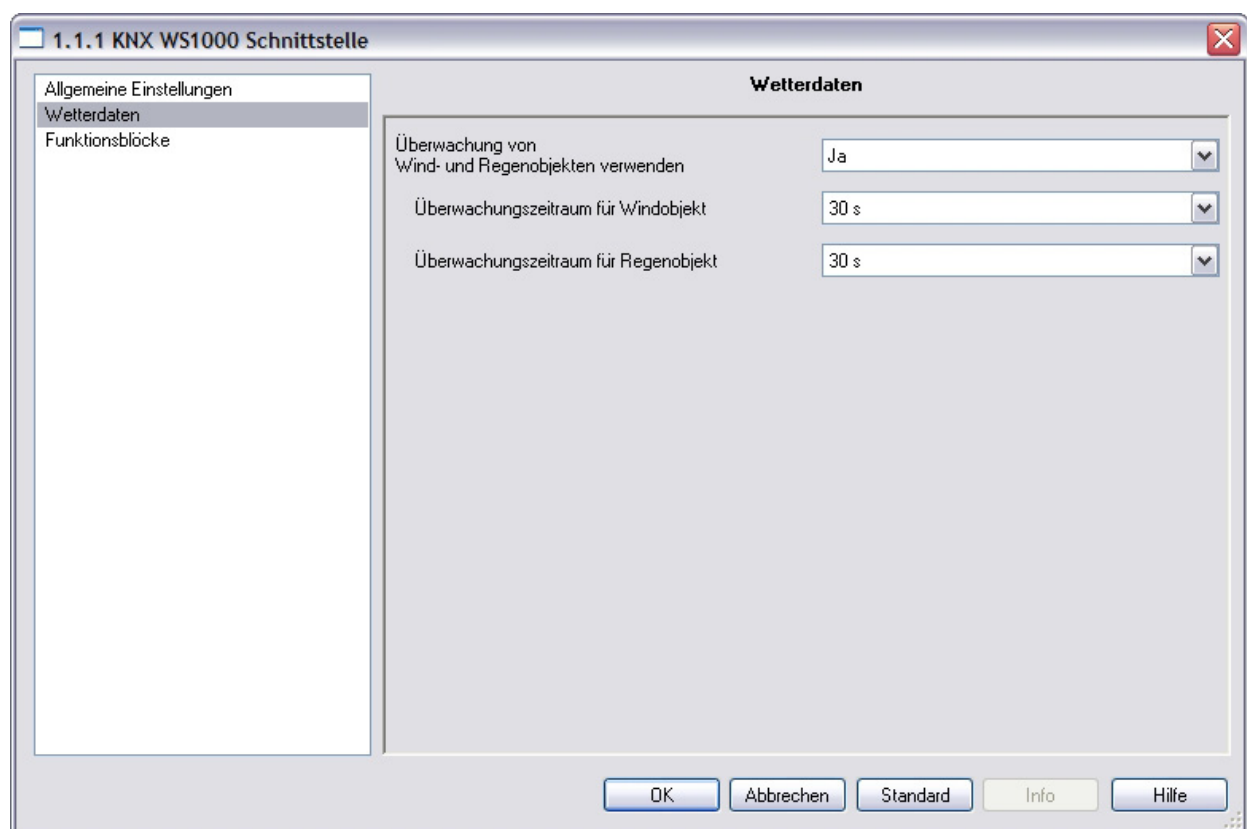 1.1.1 KNX WS1000 Schnittstelle
Allgemeine Einstellungen
Wetterdaten
Funktionsblöcke
Wetterdaten
Überwachung von
Wind- und Regenobjekten verwenden
Ja
Überwachungszeitraum für Windobjekt
30 s
Überwachungszeitraum für Regenobjekt
30 s
OK
Abbrechen
Standard
Info
Hilfe